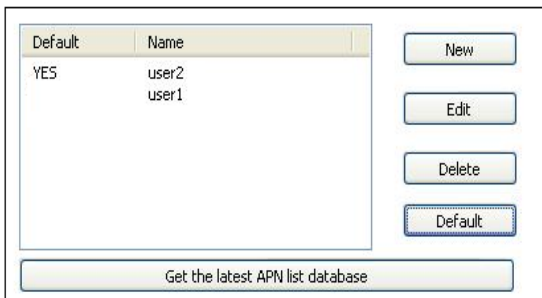 Default Name
YES user2
user1
New
Edit
Delete
Default
Get the latest APN list database